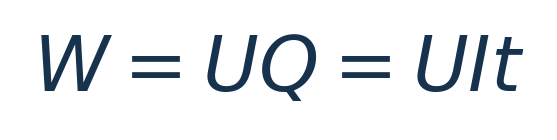 W = UQ = UIt